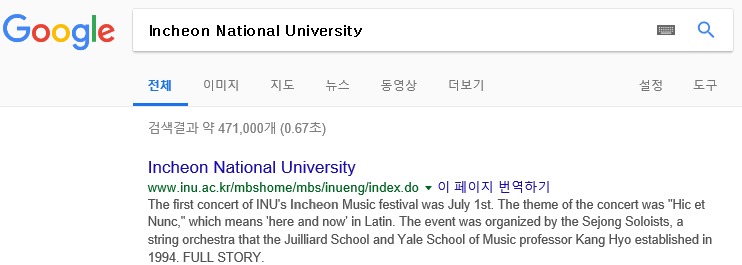 Google Incheon National University
전체 이미지 지도 뉴스 동영상 더보기 설정 도구
검색결과 약 471,000개 (0.67초)
Incheon National University
www.inu.ac.kr/mbshome/mbs/inueng/index.do 이 페이지 번역하기
The first concert of INU's Incheon Music festival was July 1st. The theme of the concert was "Hic et
Nunc," which means 'here and now' in Latin. The event was organized by the Sejong Soloists, a
string orchestra that the Juilliard School and Yale School of Music professor Kang Hyo established in
1994. FULL STORY.